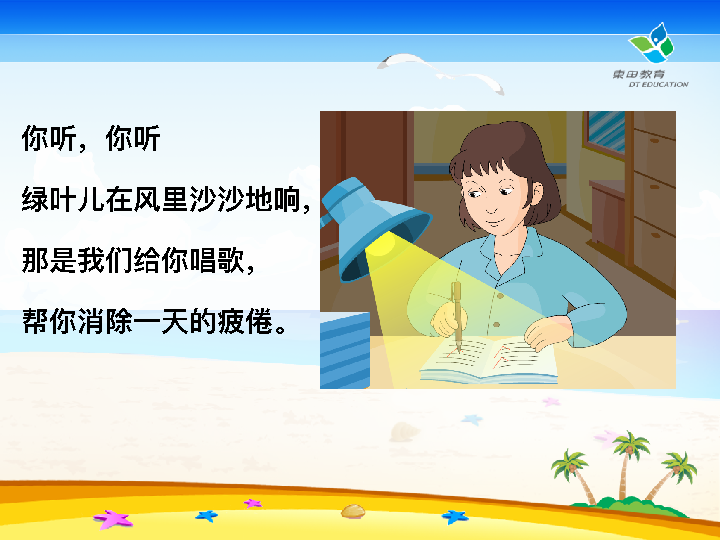 你听，你听
绿叶儿在风里沙沙地响，
那是我们给你唱歌，
帮你消除一天的疲倦。
東田教育
DT EDUCATION